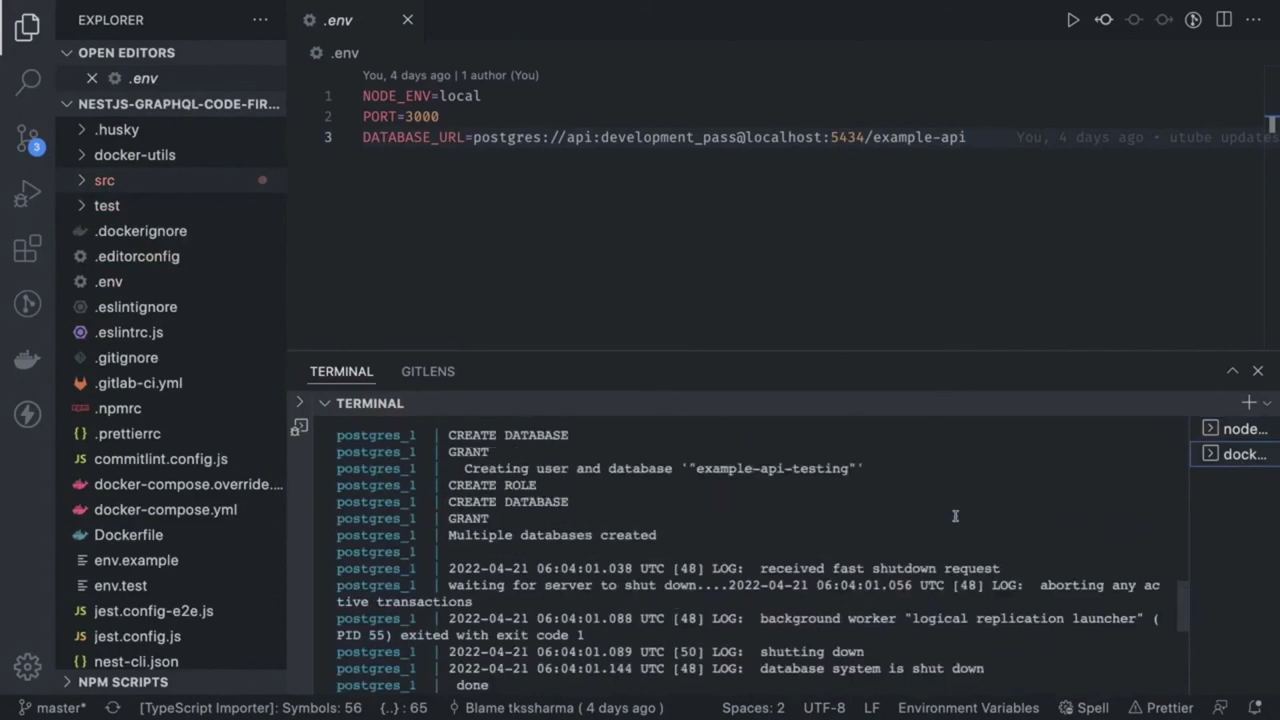 EXPLORER
OPEN EDITORS
.env
NESTJS-GRAPHQL-CODE-FIR...
.husky
docker-utils
src
test
.dockerignore
.editorconfig
.env
.eslintignore
.eslintrc.js
.gitignore
.gitlab-ci.yml
.npmrc
.prettierrc
commitlint.config.js
docker-compose.override....
docker-compose.yml
Dockerfile
env.example
env.test
jest.config-e2e.js
jest.config.js
nest-cli.json
NPM SCRIPTS
3
.env
.env
You, 4 days ago | 1 author (You)
1 NODE_ENV=local
2 PORT=3000
3 DATABASE_URL=postgres://api:development_pass@localhost:5434/example-api You, 4 days ago • utube updates
TERMINAL GITLENS
TERMINAL
postgres_1 | CREATE DATABASE
postgres_1 | GRANT
postgres_1 | Creating user and database '"example-api-testing"'
postgres_1 | CREATE ROLE
postgres_1 | CREATE DATABASE
postgres_1 | GRANT
postgres_1 | Multiple databases created
postgres_1 |
postgres_1 | 2022-04-21 06:04:01.038 UTC [48] LOG: received fast shutdown request
postgres_1 | waiting for server to shut down....2022-04-21 06:04:01.056 UTC [48] LOG: aborting any ac
tive transactions
postgres_1 | 2022-04-21 06:04:01.088 UTC [48] LOG: background worker "logical replication launcher" (
PID 55) exited with exit code 1
postgres_1 | 2022-04-21 06:04:01.089 UTC [50] LOG: shutting down
postgres_1 | 2022-04-21 06:04:01.144 UTC [48] LOG: database system is shut down
postgres_1 | done
node...
dock...
master* [TypeScript Importer]: Symbols: 56 {..} : 65 Blame tkssharma ( 4 days ago ) Spaces: 2 UTF-8 LF Environment Variables Spell Prettier